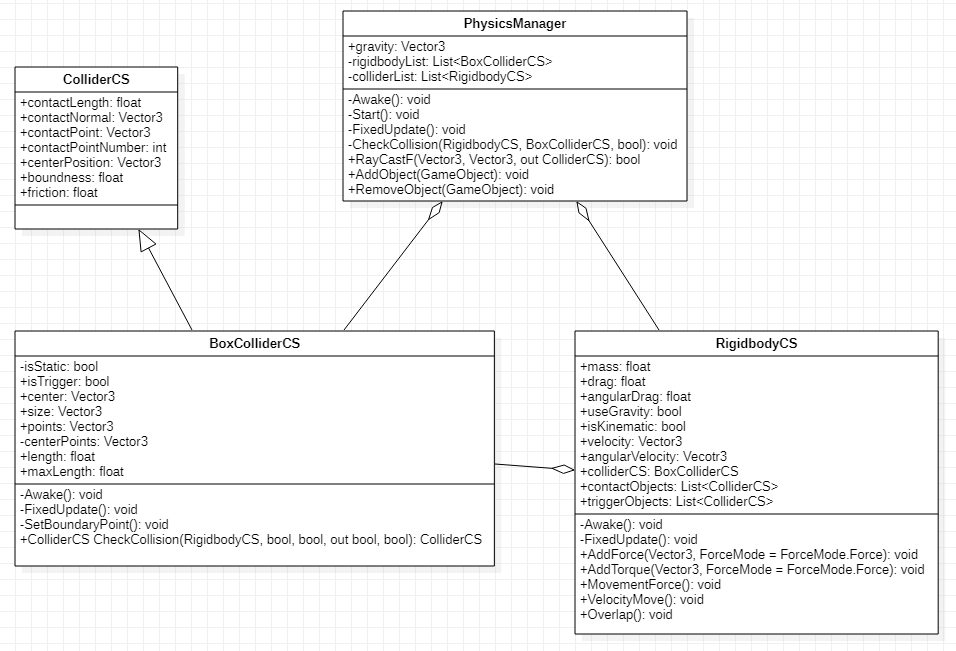 PhysicsManager
+gravity: Vector3
-rigidbodyList: List<BoxColliderCS>
-colliderList: List<RigidbodyCS>
-Awake(): void
-Start(): void
-FixedUpdate(): void
-CheckCollision(RigidbodyCS, BoxColliderCS, bool): void
+RayCastF(Vector3, Vector3, out ColliderCS): bool
+AddObject(GameObject): void
+RemoveObject(GameObject): void
ColliderCS
+contactLength: float
+contactNormal: Vector3
+contactPoint: Vector3
+contactPointNumber: int
+centerPosition: Vector3
+boundness: float
+friction: float
BoxColliderCS
-isStatic: bool
+isTrigger: bool
+center: Vector3
+size: Vector3
+points: Vector3
-centerPoints: Vector3
+length: float
+maxLength: float
-Awake(): void
-FixedUpdate(): void
-SetBoundaryPoint(): void
+ColliderCS CheckCollision(RigidbodyCS, bool, bool, out bool, bool): ColliderCS
RigidbodyCS
+mass: float
+drag: float
+angularDrag: float
+useGravity: bool
+isKinematic: bool
+velocity: Vector3
+angularVelocity: Vecotr3
+colliderCS: BoxColliderCS
+contactObjects: List<ColliderCS>
+triggerObjects: List<ColliderCS>
-Awake(): void
-FixedUpdate(): void
+AddForce(Vector3, ForceMode = ForceMode.Force): void
+AddTorque(Vector3, ForceMode = ForceMode.Force): void
+MovementForce(): void
+VelocityMove(): void
+Overlap(): void